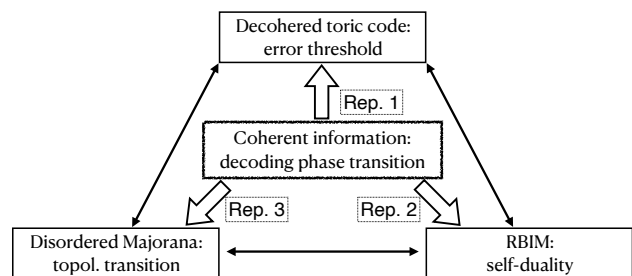 Decohered toric code:
error threshold
Rep. 1
Coherent information:
decoding phase transition
Rep. 3
Rep. 2
Disordered Majorana:
topol. transition
RBIM:
self-duality